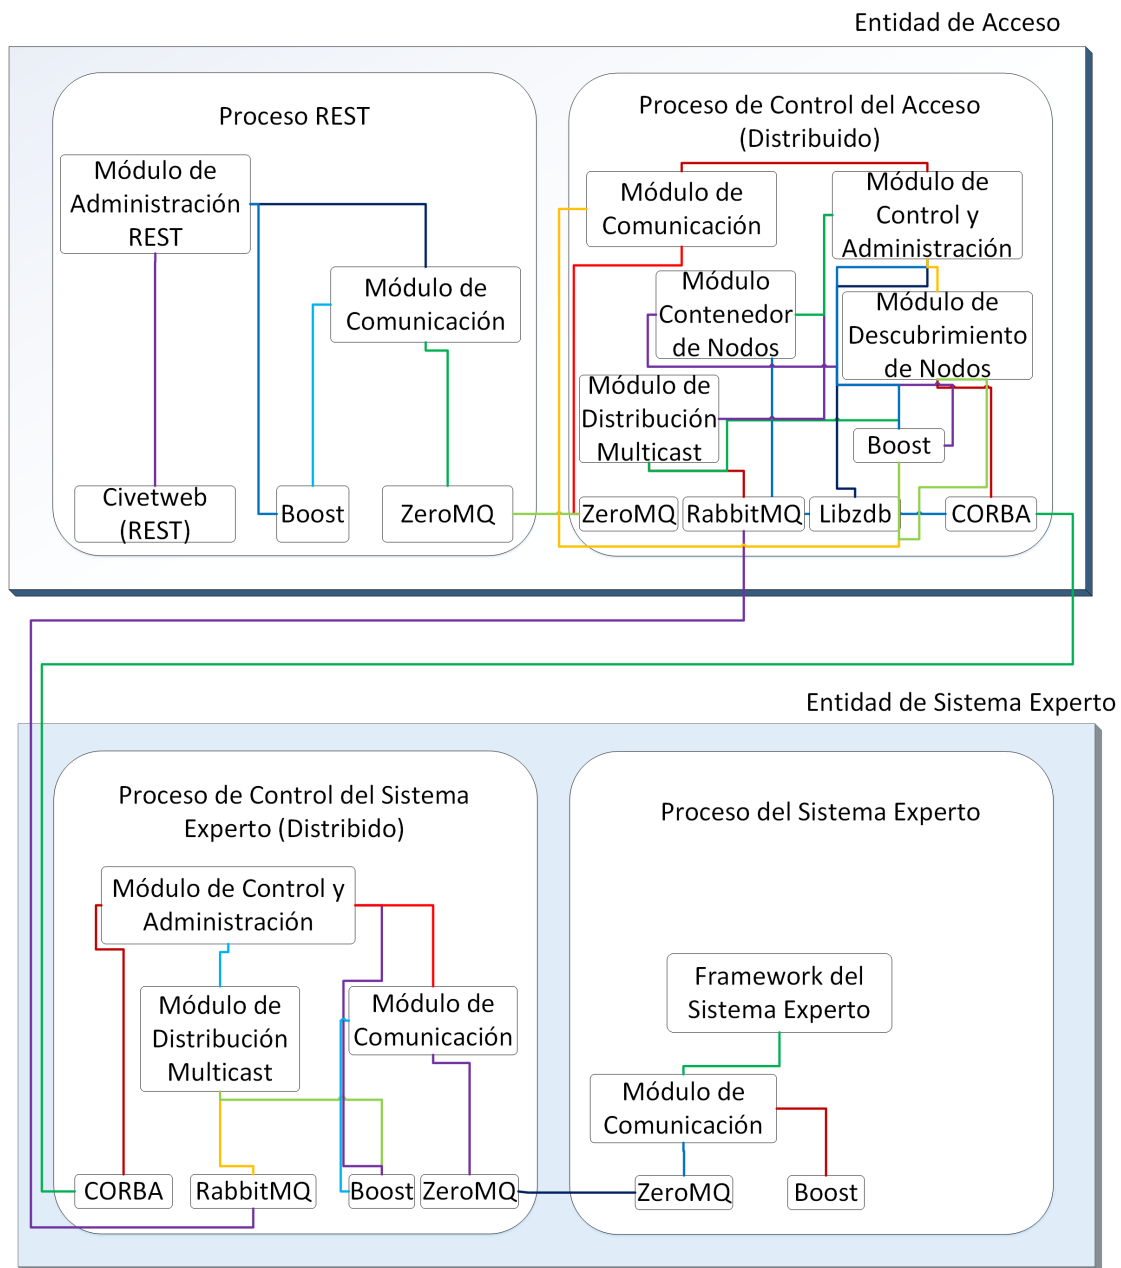 Entidad de Acceso
Proceso REST
Módulo de
Administración
REST
Módulo de
Comunicación
Civetweb
(REST)
Boost
ZeroMQ
Proceso de Control del Acceso
(Distribuido)
Módulo de
Comunicación
Módulo de
Control y
Administración
Módulo
Contenedor
de Nodos
Módulo de
Descubrimiento
de Nodos
Módulo de
Distribución
Multicast
Boost
ZeroMQ
RabbitMQ
Libzdb
CORBA
Entidad de Sistema Experto
Proceso de Control del Sistema
Experto (Distribido)
Módulo de Control y
Administración
Módulo de
Distribución
Multicast
Módulo de
Comunicación
CORBA
RabbitMQ
Boost
ZeroMQ
Proceso del Sistema Experto
Framework del
Sistema Experto
Módulo de
Comunicación
ZeroMQ
Boost